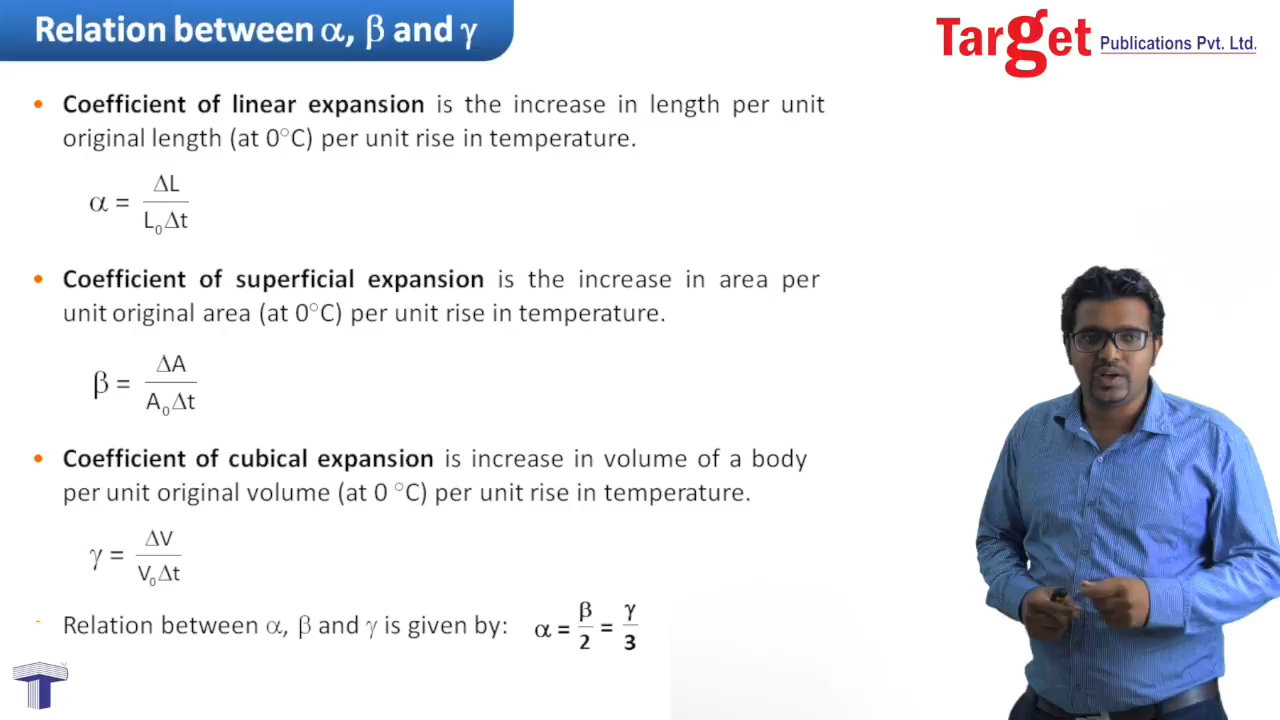 Relation between α, β and γ
Target Publications Pvt. Ltd.
• Coefficient of linear expansion is the increase in length per unit
original length (at 0°C) per unit rise in temperature.
α = ΔL / L₀Δt
• Coefficient of superficial expansion is the increase in area per
unit original area (at 0°C) per unit rise in temperature.
β = ΔA / A₀Δt
• Coefficient of cubical expansion is increase in volume of a body
per unit original volume (at 0 °C) per unit rise in temperature.
γ = ΔV / V₀Δt
Relation between α, β and γ is given by: α = β/2 = γ/3